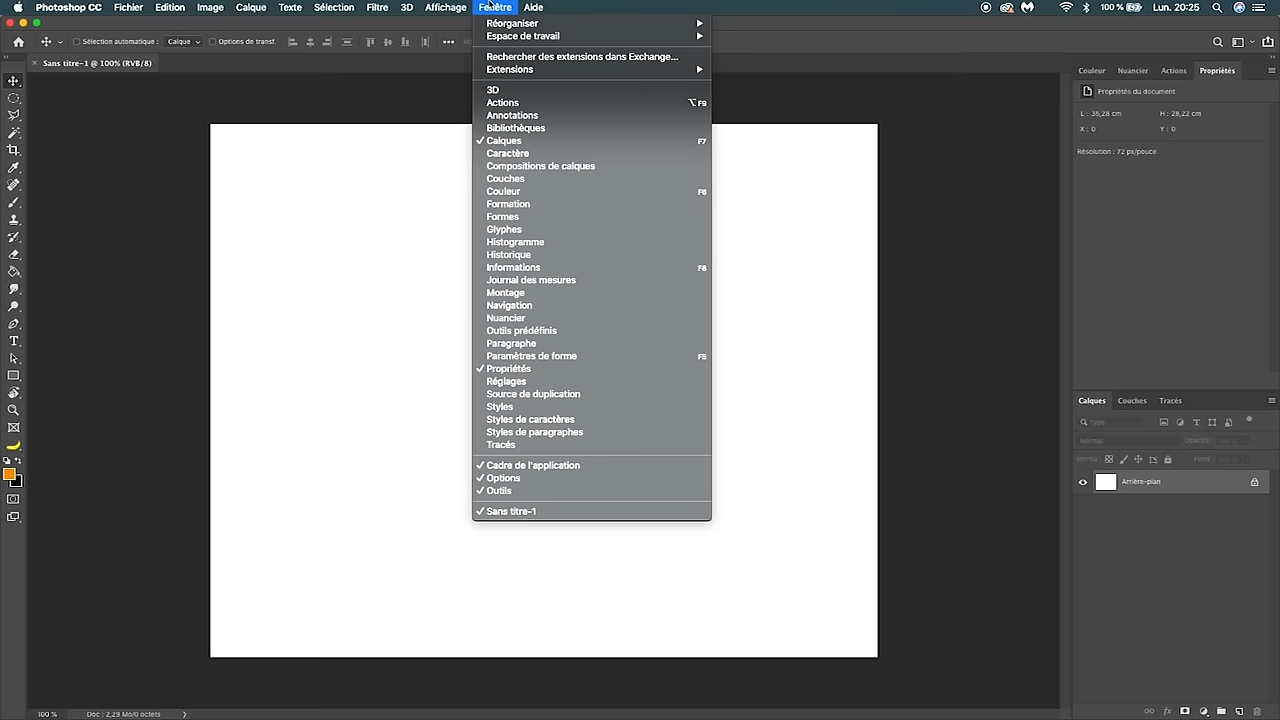 Photoshop CC Fichier Edition Image Calque Texte Sélection Filtre 3D Affichage Fenêtre Aide 100 % Lun. 20:25
Sélection automatique : Calque Options de transf.
Sans titre-1 @ 100% (RVB/8)
Réorganiser
Espace de travail
Rechercher des extensions dans Exchange...
Extensions
3D
Actions ⌥F9
Annotations
Bibliothèques
Calques F7
Caractère
Compositions de calques
Couches
Couleur F6
Formation
Formes
Glyphes
Histogramme
Historique
Informations F8
Journal des mesures
Montage
Navigation
Nuancier
Outils prédéfinis
Paragraphe
Paramètres de forme F5
Propriétés
Réglages
Source de duplication
Styles
Styles de caractères
Styles de paragraphes
Tracés
Cadre de l'application
Options
Outils
Sans titre-1
Couleur Nuancier Actions Propriétés
Propriétés du document
L : 35,28 cm H : 28,22 cm
X : 0 Y : 0
Résolution : 72 px/pouce
Calques Couches Tracés
Type
Normal Opacité :
Arrière-plan
100 % Doc : 2,29 Mo/0 octets